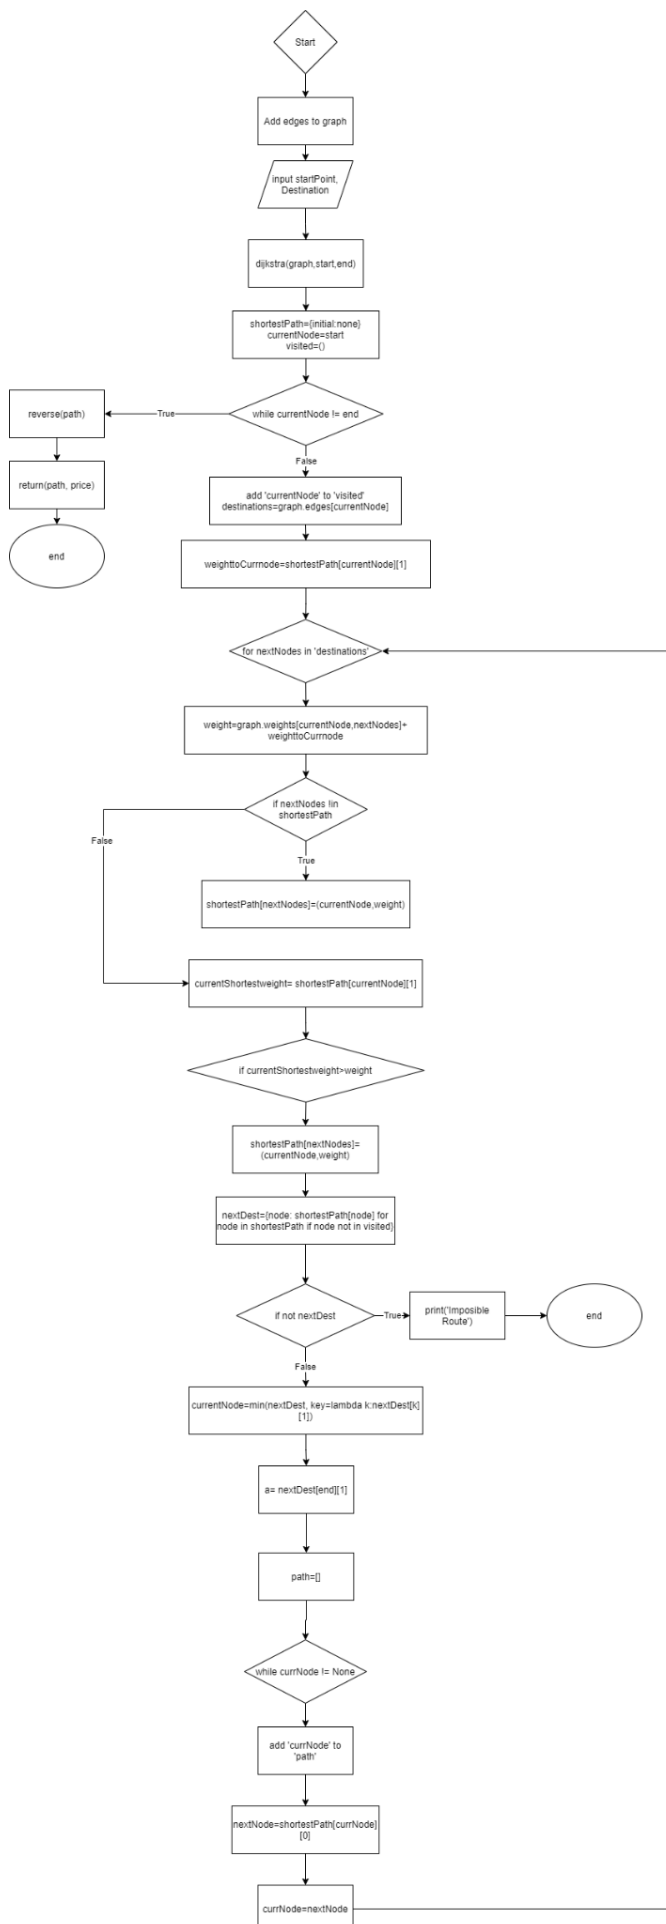 Start
Add edges to graph
input startPoint,
Destination
dijkstra(graph,start,end)
shortestPath={initial:none}
currentNode=start
visited=()
while currentNode != end
True
reverse(path)
return(path, price)
end
False
add 'currentNode' to 'visited'
destinations=graph.edges[currentNode]
weighttoCurrnode=shortestPath[currentNode][1]
for nextNodes in 'destinations'
weight=graph.weights[currentNode,nextNodes]+
weighttoCurrnode
if nextNodes !in
shortestPath
False
True
shortestPath[nextNodes]=(currentNode,weight)
currentShortestweight= shortestPath[currentNode][1]
if currentShortestweight>weight
shortestPath[nextNodes]=
(currentNode,weight)
nextDest={node: shortestPath[node] for
node in shortestPath if node not in visited}
if not nextDest
True
print('Imposible
Route')
end
False
currentNode=min(nextDest, key=lambda k:nextDest[k]
[1])
a= nextDest[end][1]
path=[]
while currNode != None
add 'currNode' to
'path'
nextNode=shortestPath[currNode]
[0]
currNode=nextNode